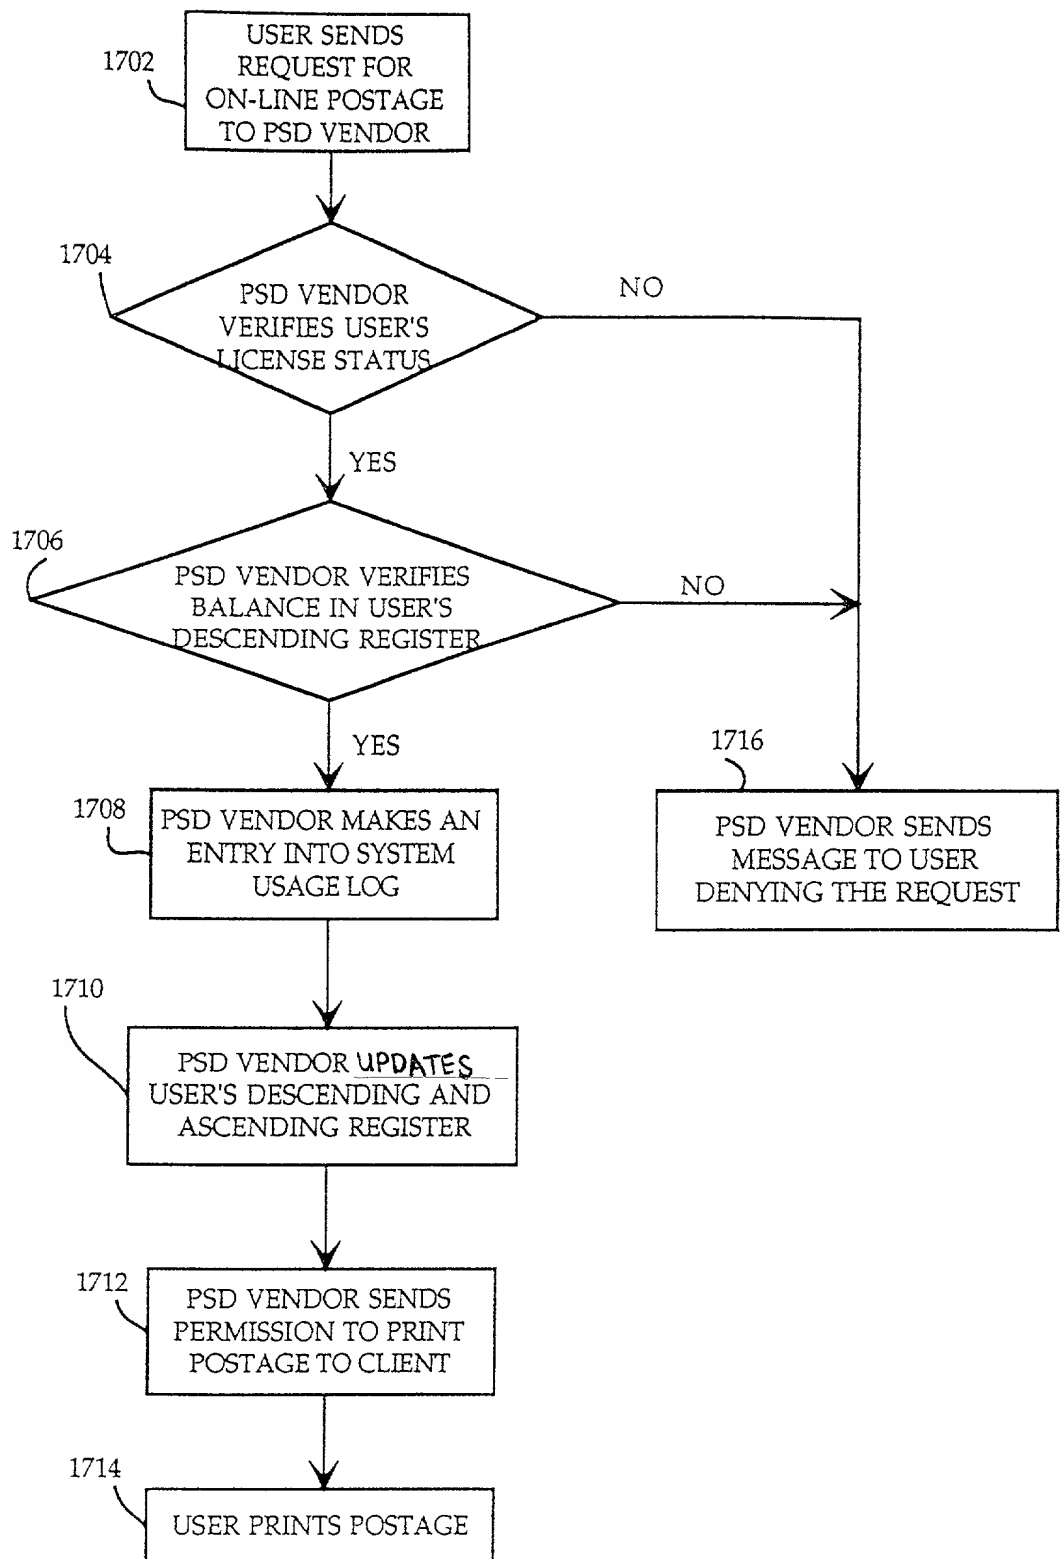 1702
USER SENDS
REQUEST FOR
ON-LINE POSTAGE
TO PSD VENDOR
1704
PSD VENDOR
VERIFIES USER'S
LICENSE STATUS
NO
YES
1706
PSD VENDOR VERIFIES
BALANCE IN USER'S
DESCENDING REGISTER
NO
YES
1708
PSD VENDOR MAKES AN
ENTRY INTO SYSTEM
USAGE LOG
1716
PSD VENDOR SENDS
MESSAGE TO USER
DENYING THE REQUEST
1710
PSD VENDOR UPDATES
USER'S DESCENDING AND
ASCENDING REGISTER
1712
PSD VENDOR SENDS
PERMISSION TO PRINT
POSTAGE TO CLIENT
1714
USER PRINTS POSTAGE